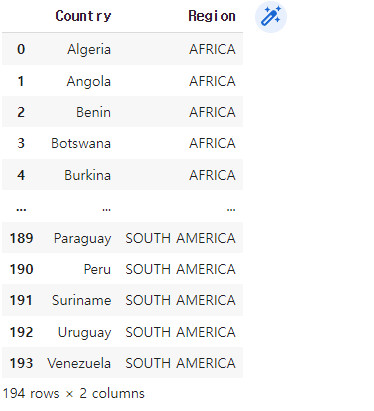 Country Region
0 Algeria AFRICA
1 Angola AFRICA
2 Benin AFRICA
3 Botswana AFRICA
4 Burkina AFRICA
... ... ...
189 Paraguay SOUTH AMERICA
190 Peru SOUTH AMERICA
191 Suriname SOUTH AMERICA
192 Uruguay SOUTH AMERICA
193 Venezuela SOUTH AMERICA
194 rows × 2 columns